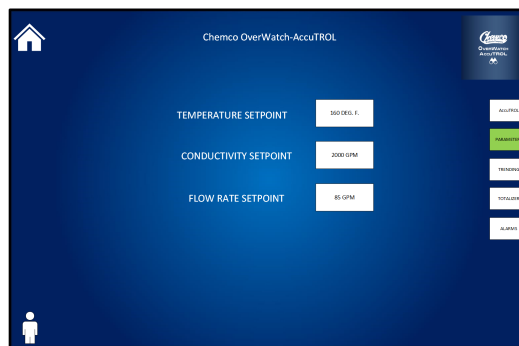 Chemco OverWatch-AccuTROL
Chemco
OVERWATCH
ACCUTROL
TEMPERATURE SETPOINT
160 DEG. F.
CONDUCTIVITY SETPOINT
2000 GPM
FLOW RATE SETPOINT
85 GPM
ACCUTROL
PARAMETER
TRENDING
TOTALIZER
ALARMS